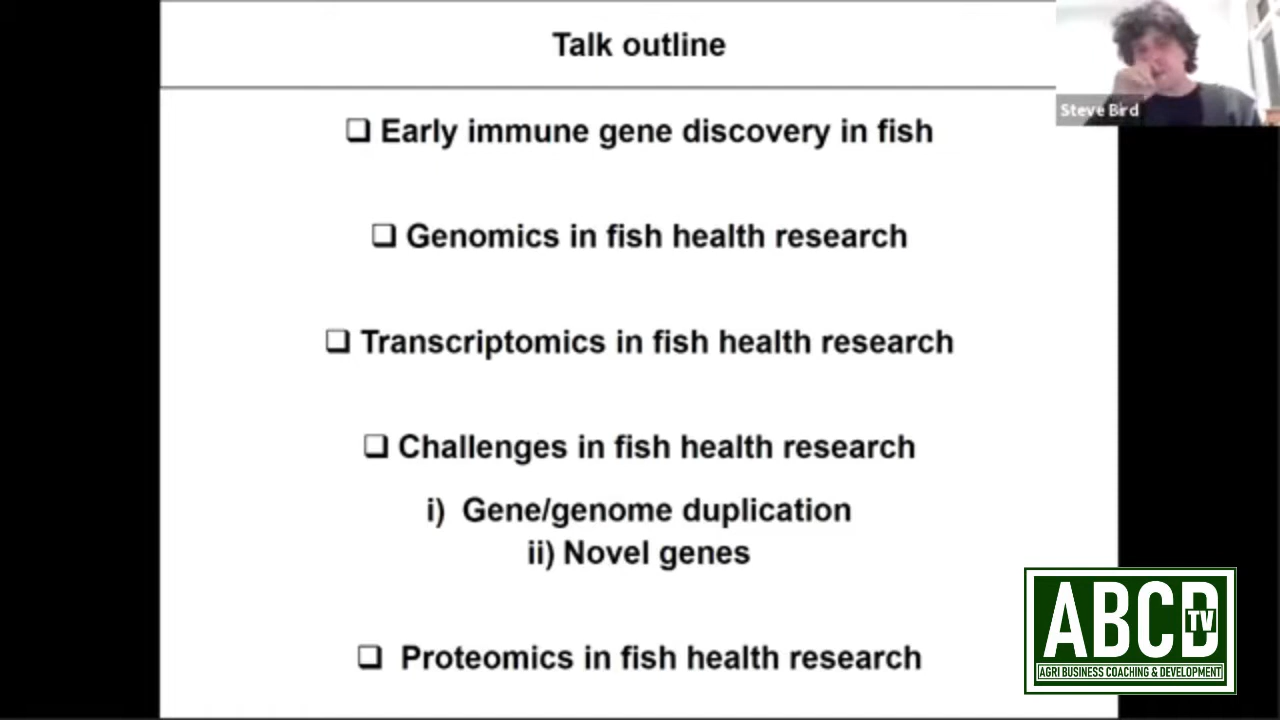 Talk outline
Steve Bird
❑ Early immune gene discovery in fish
❑ Genomics in fish health research
❑ Transcriptomics in fish health research
❑ Challenges in fish health research
i) Gene/genome duplication
ii) Novel genes
❑ Proteomics in fish health research
ABCD
TV
AGRI BUSINESS COACHING & DEVELOPMENT